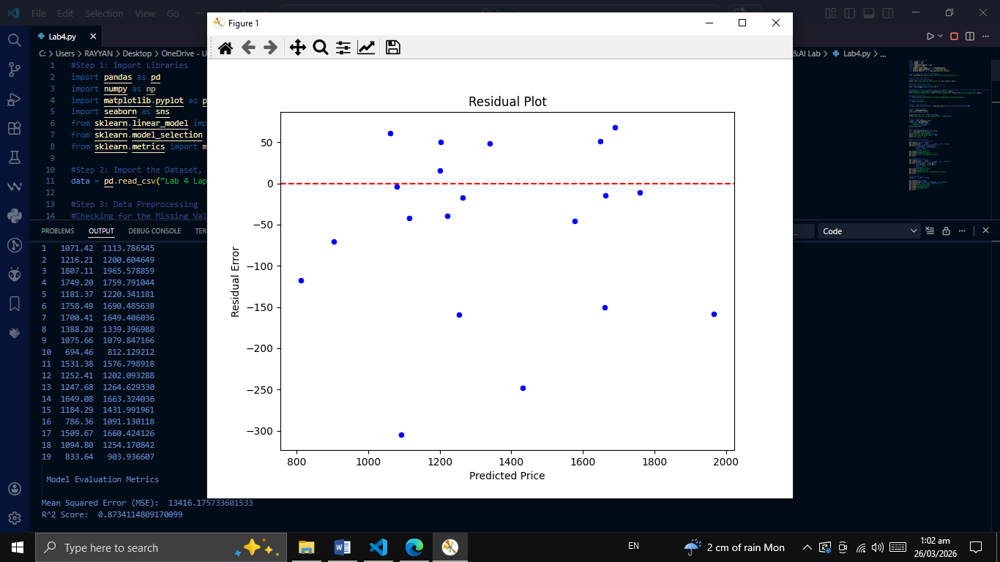 File Edit Selection View Go ...
Figure 1
Lab4.py
C: > Users > RAYYAN > Desktop > OneDrive - U
&AI Lab > Lab4.py > ...
1 #Step 1: Import Libraries
2 import pandas as pd
3 import numpy as np
4 import matplotlib.pyplot as p
5 import seaborn as sns
6 from sklearn.linear_model imp
7 from sklearn.model_selection
8 from sklearn.metrics import m
9
10 #Step 2: Import the Dataset,
11 data = pd.read_csv("Lab 4 Lap
12
13 #Step 3: Data Preprocessing
14 #Checking for the Missing Val
PROBLEMS OUTPUT DEBUG CONSOLE TER
Code
1 1071.42 1113.786545
2 1216.21 1200.604649
3 1807.11 1965.578859
4 1749.20 1759.791044
5 1181.37 1220.341181
6 1758.49 1690.485638
7 1700.41 1649.406036
8 1388.20 1339.396988
9 1075.66 1079.847166
10 694.46 812.129212
11 1531.38 1576.798918
12 1252.41 1202.093288
13 1247.68 1264.629330
14 1649.08 1663.324036
15 1184.29 1431.991961
16 786.36 1091.130118
17 1509.67 1660.424126
18 1094.80 1254.170842
19 833.64 903.936607
Model Evaluation Metrics
Mean Squared Error (MSE): 13416.175733601533
R^2 Score: 0.8734114809170099
Residual Plot
Residual Error
50
0
−50
−100
−150
−200
−250
−300
800 1000 1200 1400 1600 1800 2000
Predicted Price
Type here to search
EN
2 cm of rain Mon
1:02 am
26/03/2026